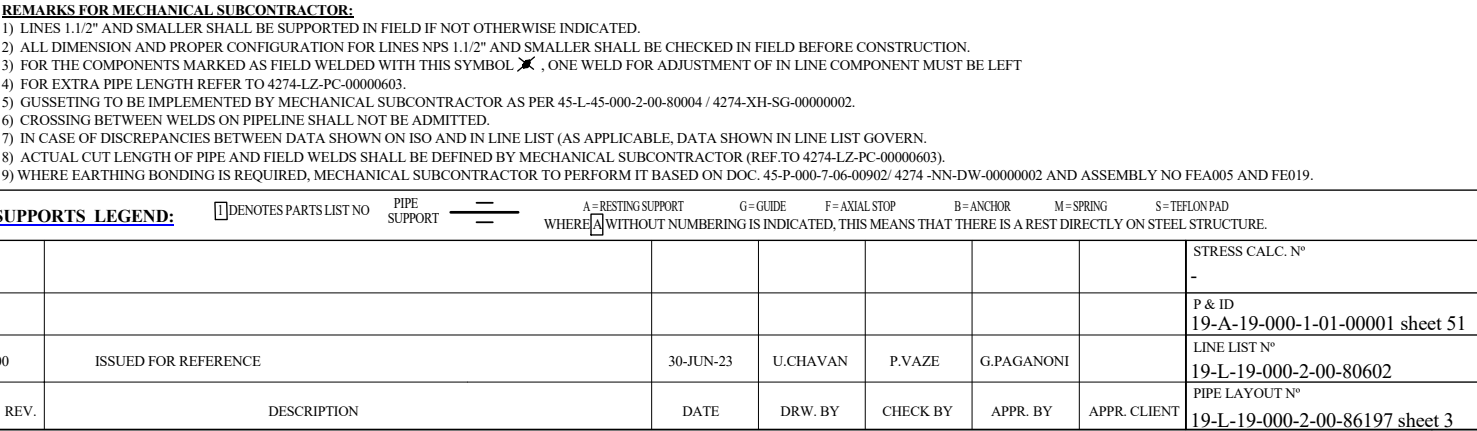 REMARKS FOR MECHANICAL SUBCONTRACTOR:
1) LINES 1.1/2" AND SMALLER SHALL BE SUPPORTED IN FIELD IF NOT OTHERWISE INDICATED.
2) ALL DIMENSION AND PROPER CONFIGURATION FOR LINES NPS 1.1/2" AND SMALLER SHALL BE CHECKED IN FIELD BEFORE CONSTRUCTION.
3) FOR THE COMPONENTS MARKED AS FIELD WELDED WITH THIS SYMBOL , ONE WELD FOR ADJUSTMENT OF IN LINE COMPONENT MUST BE LEFT
4) FOR EXTRA PIPE LENGTH REFER TO 4274-LZ-PC-00000603.
5) GUSSETING TO BE IMPLEMENTED BY MECHANICAL SUBCONTRACTOR AS PER 45-L-45-000-2-00-80004 / 4274-XH-SG-00000002.
6) CROSSING BETWEEN WELDS ON PIPELINE SHALL NOT BE ADMITTED.
7) IN CASE OF DISCREPANCIES BETWEEN DATA SHOWN ON ISO AND IN LINE LIST (AS APPLICABLE, DATA SHOWN IN LINE LIST GOVERN.
8) ACTUAL CUT LENGTH OF PIPE AND FIELD WELDS SHALL BE DEFINED BY MECHANICAL SUBCONTRACTOR (REF.TO 4274-LZ-PC-00000603).
9) WHERE EARTHING BONDING IS REQUIRED, MECHANICAL SUBCONTRACTOR TO PERFORM IT BASED ON DOC. 45-P-000-7-06-00902/ 4274 -NN-DW-00000002 AND ASSEMBLY NO FEA005 AND FE019.
SUPPORTS LEGEND: 1 DENOTES PARTS LIST NO PIPE SUPPORT A = RESTING SUPPORT G = GUIDE F = AXIAL STOP B = ANCHOR M = SPRING S = TEFLON PAD
WHERE A WITHOUT NUMBERING IS INDICATED, THIS MEANS THAT THERE IS A REST DIRECTLY ON STEEL STRUCTURE.
STRESS CALC. Nº
-
P & ID
19-A-19-000-1-01-00001 sheet 51
00 ISSUED FOR REFERENCE 30-JUN-23 U.CHAVAN P.VAZE G.PAGANONI
LINE LIST Nº
19-L-19-000-2-00-80602
REV. DESCRIPTION DATE DRW. BY CHECK BY APPR. BY APPR. CLIENT
PIPE LAYOUT Nº
19-L-19-000-2-00-86197 sheet 3